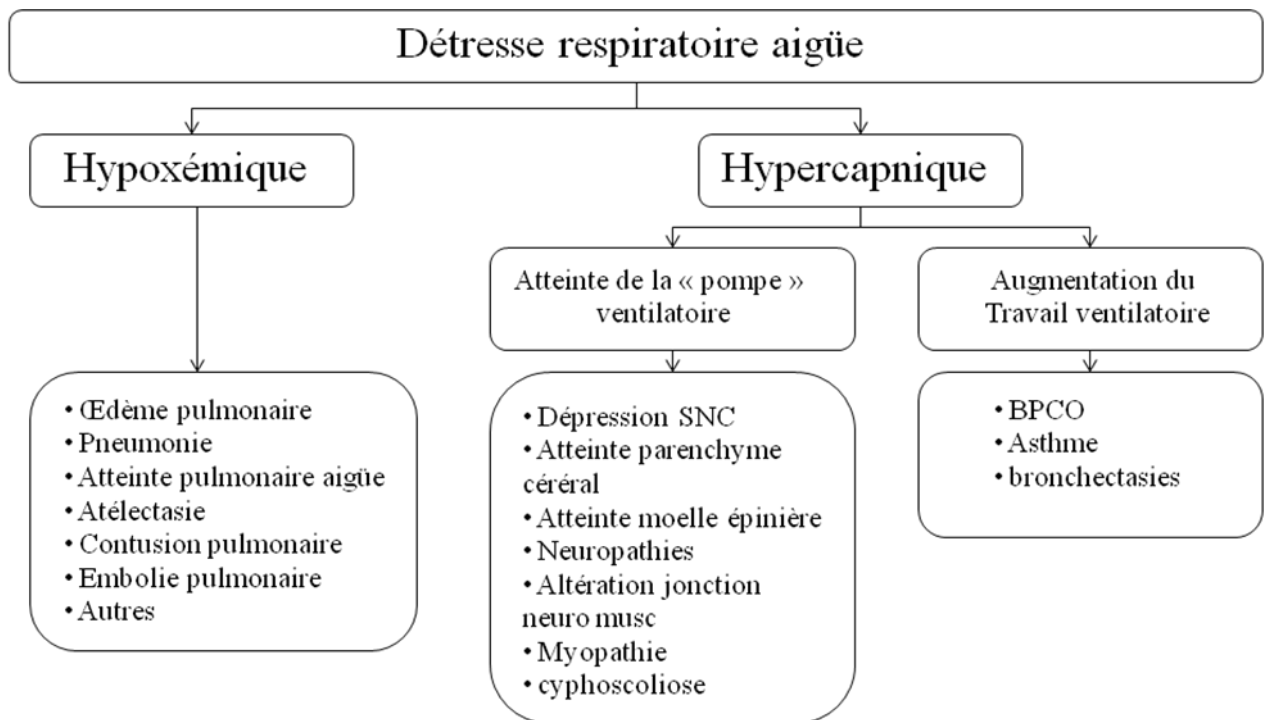 Détresse respiratoire aigüe
Hypoxémique
Hypercapnique
Atteinte de la « pompe »
ventilatoire
Augmentation du
Travail ventilatoire
• Œdème pulmonaire
• Pneumonie
• Atteinte pulmonaire aigüe
• Atélectasie
• Contusion pulmonaire
• Embolie pulmonaire
• Autres
• Dépression SNC
• Atteinte parenchyme
céréral
• Atteinte moelle épinière
• Neuropathies
• Altération jonction
neuro musc
• Myopathie
• cyphoscoliose
• BPCO
• Asthme
• bronchectasies